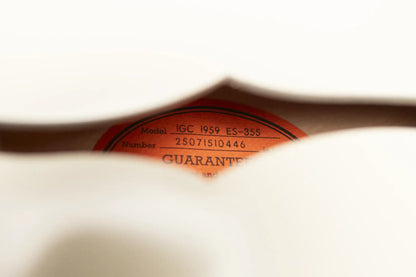 Model IGC 1959 ES-355
Number 25071510446
GUARANTE